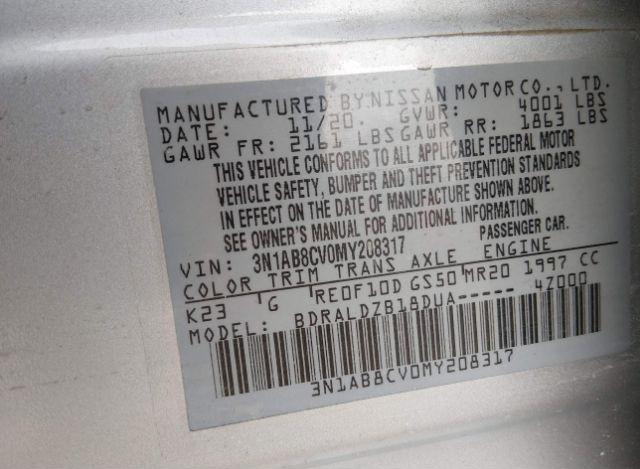 MANUFACTURED BY NISSAN MOTOR CO., LTD.
DATE: 11/20. GVWR: 4001 LBS
GAWR FR: 2161 LBS GAWR RR: 1863 LBS
THIS VEHICLE CONFORMS TO ALL APPLICABLE FEDERAL MOTOR
VEHICLE SAFETY, BUMPER AND THEFT PREVENTION STANDARDS
IN EFFECT ON THE DATE OF MANUFACTURE SHOWN ABOVE.
SEE OWNER'S MANUAL FOR ADDITIONAL INFORMATION.
VIN: 3N1AB8CV0MY208317 PASSENGER CAR.
COLOR TRIM TRANS AXLE ENGINE
K23 G RE0F10D GS50 MR20 1997 CC
MODEL: BDRALDZB18DUA----- 4Z000
3N1AB8CV0MY208317